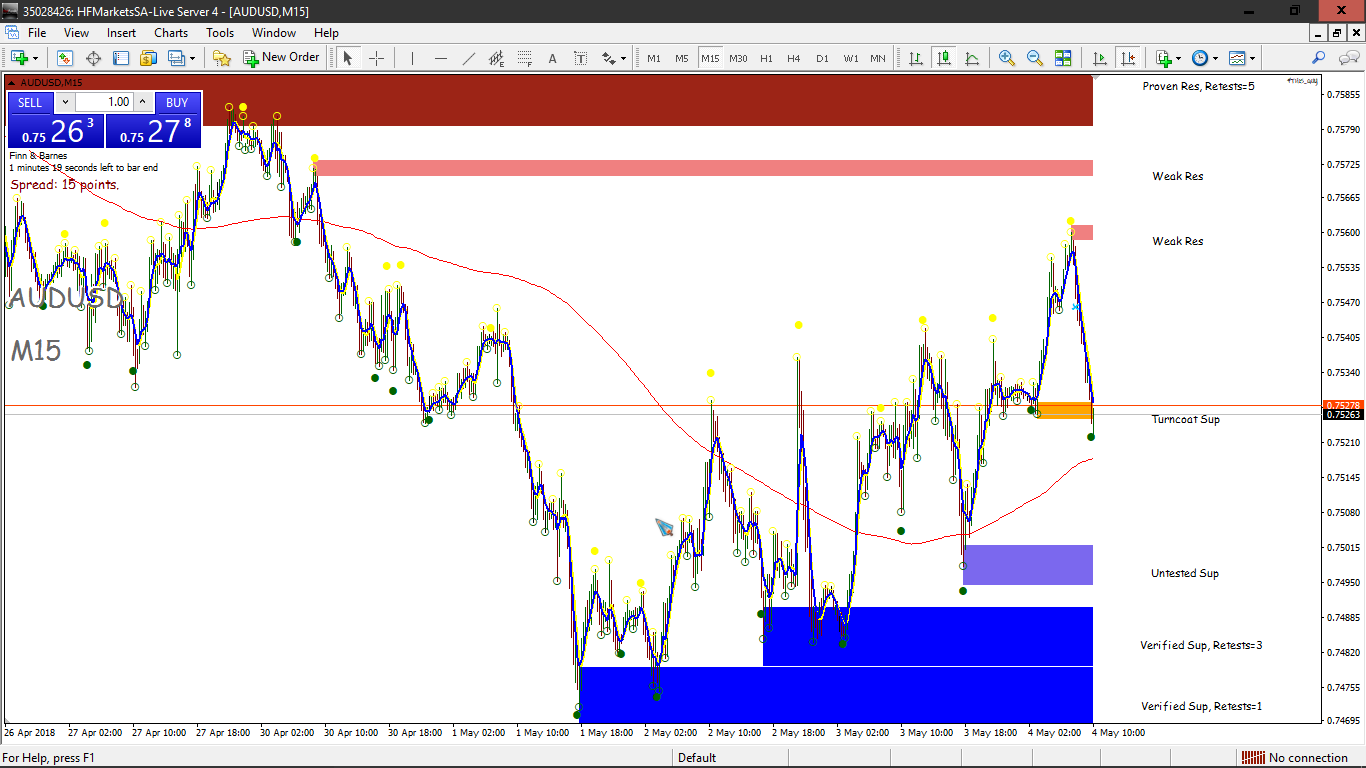 35028426: HFMarketsSA-Live Server 4 - [AUDUSD,M15]
File View Insert Charts Tools Window Help
New Order
M1 M5 M15 M30 H1 H4 D1 W1 MN
AUDUSD,M15
SELL 1.00 BUY
0.75 26 3 0.75 27 8
Finn & Barnes
1 minutes 19 seconds left to bar end
Spread: 15 points.
AUDUSD
M15
Proven Res, Retests=5
Weak Res
Weak Res
Turncoat Sup
Untested Sup
Verified Sup, Retests=3
Verified Sup, Retests=1
0.75855
0.75790
0.75725
0.75665
0.75600
0.75535
0.75470
0.75405
0.75340
0.75278
0.75263
0.75210
0.75145
0.75080
0.75015
0.74950
0.74885
0.74820
0.74755
0.74695
26 Apr 2018 27 Apr 02:00 27 Apr 10:00 27 Apr 18:00 30 Apr 02:00 30 Apr 10:00 30 Apr 18:00 1 May 02:00 1 May 10:00 1 May 18:00 2 May 02:00 2 May 10:00 2 May 18:00 3 May 02:00 3 May 10:00 3 May 18:00 4 May 02:00 4 May 10:00
For Help, press F1 Default No connection